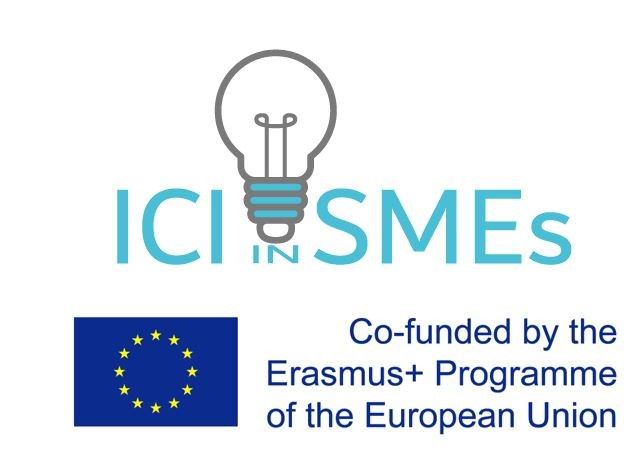 ICI IN SMEs
Co-funded by the
Erasmus+ Programme
of the European Union